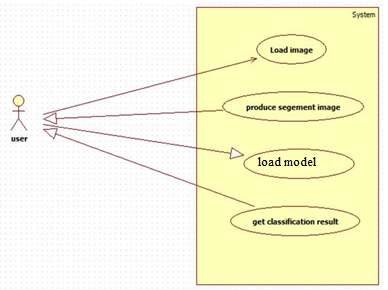 System
Load image
produce segement image
user
load model
get classification result